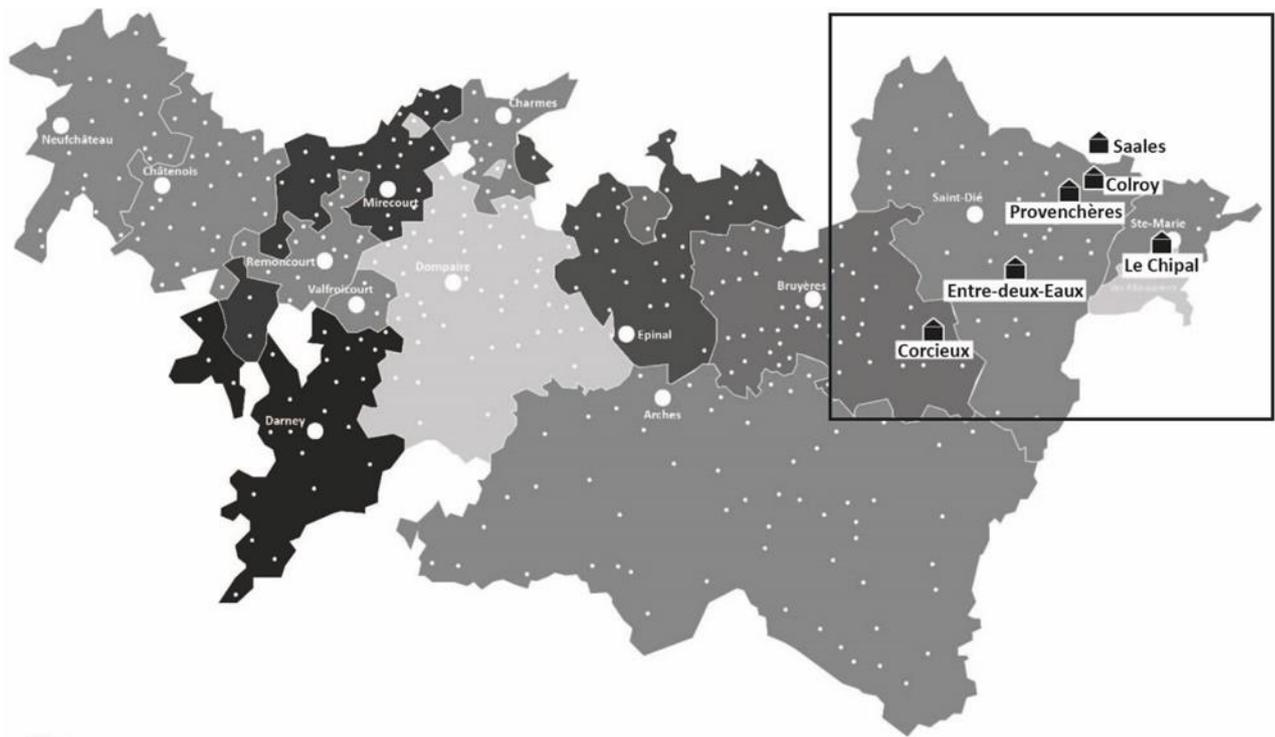 Charmes
Neufchâteau
Saales
Châtenois
Colroy
Mirecourt
Saint-Dié
Provenchères
Ste-Marie
Remoncourt
Dompaire
Le Chipal
Valfroicourt
Bruyères
Entre-deux-Eaux
Epinal
Corcieux
Arches
Darney